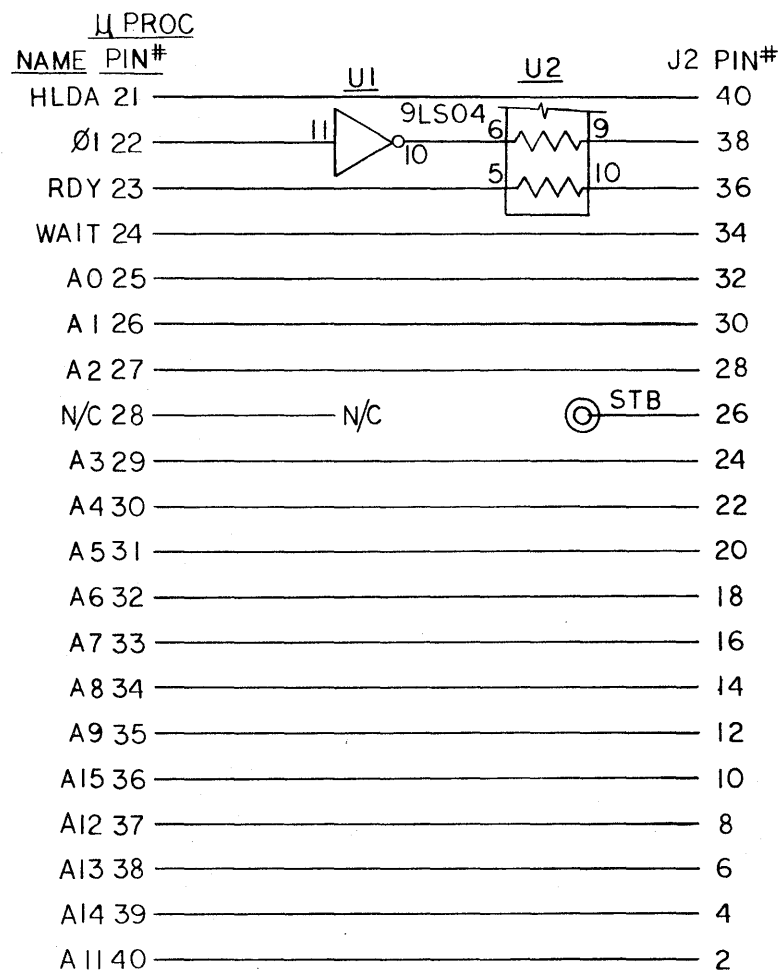 µ PROC
NAME PIN# U1 U2 J2 PIN#
HLDA 21 40
9LS04
Ø1 22 11 10 6 9 38
RDY 23 5 10 36
WAIT 24 34
A0 25 32
A1 26 30
A2 27 28
N/C 28 N/C STB 26
A3 29 24
A4 30 22
A5 31 20
A6 32 18
A7 33 16
A8 34 14
A9 35 12
A15 36 10
A12 37 8
A13 38 6
A14 39 4
A11 40 2